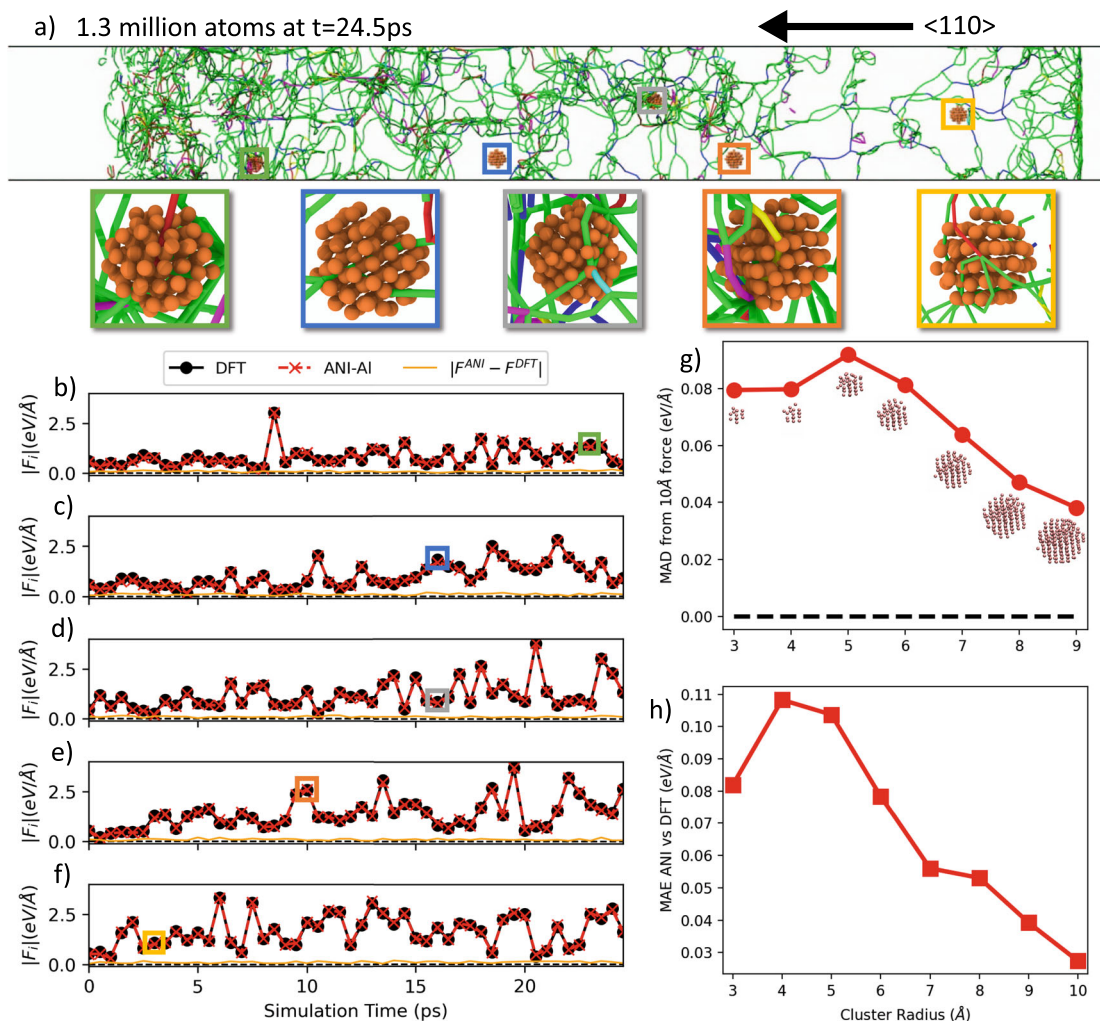 a) 1.3 million atoms at t=24.5ps
<110>
DFT
ANI-Al
|F^ANI − F^DFT|
b)
|F_i|(eV/Å)
2.5
0.0
c)
|F_i|(eV/Å)
2.5
0.0
d)
|F_i|(eV/Å)
2.5
0.0
e)
|F_i|(eV/Å)
2.5
0.0
f)
|F_i|(eV/Å)
2.5
0.0
0 5 10 15 20
Simulation Time (ps)
g)
MAD from 10Å force (eV/Å)
0.08
0.06
0.04
0.02
0.00
3 4 5 6 7 8 9
h)
MAE ANI vs DFT (eV/Å)
0.11
0.10
0.09
0.08
0.07
0.06
0.05
0.04
0.03
3 4 5 6 7 8 9 10
Cluster Radius (Å)